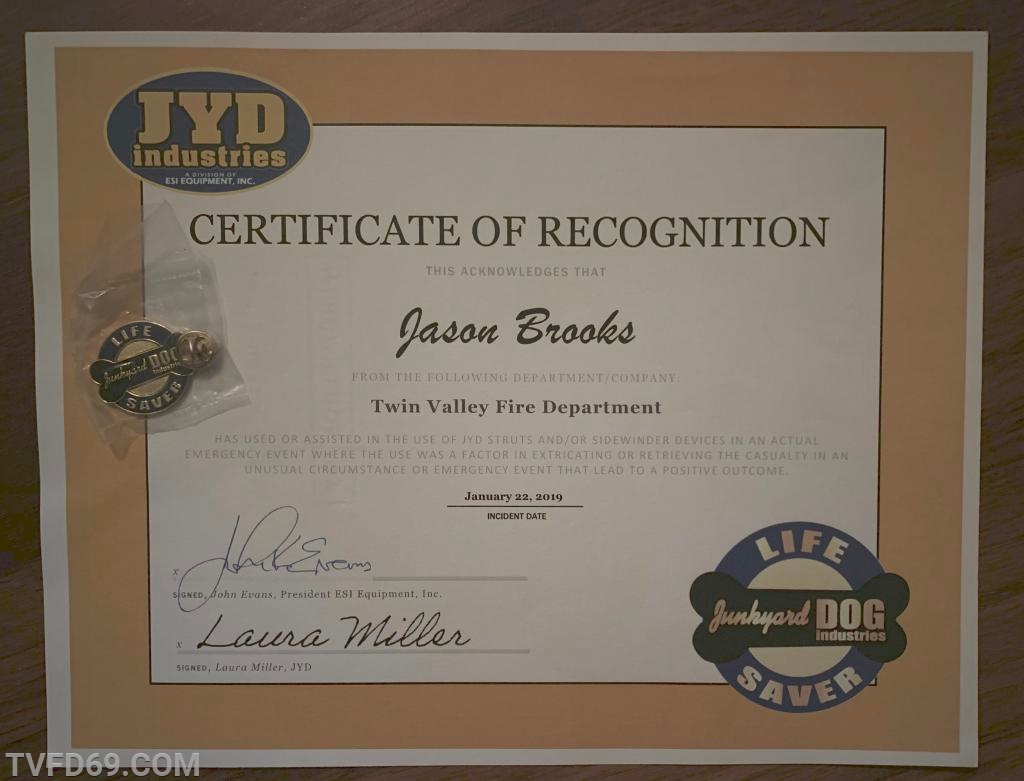 JYD
industries
A DIVISION OF
ESI EQUIPMENT, INC.
CERTIFICATE OF RECOGNITION
THIS ACKNOWLEDGES THAT
Jason Brooks
FROM THE FOLLOWING DEPARTMENT/COMPANY:
Twin Valley Fire Department
HAS USED OR ASSISTED IN THE USE OF JYD STRUTS AND/OR SIDEWINDER DEVICES IN AN ACTUAL
EMERGENCY EVENT WHERE THE USE WAS A FACTOR IN EXTRICATING OR RETRIEVING THE CASUALTY IN AN
UNUSUAL CIRCUMSTANCE OR EMERGENCY EVENT THAT LEAD TO A POSITIVE OUTCOME.
January 22, 2019
INCIDENT DATE
x John K Evans
SIGNED, John Evans, President ESI Equipment, Inc.
x Laura Miller
SIGNED, Laura Miller, JYD
LIFE
Junkyard DOG
industries
SAVER
LIFE
Junkyard DOG
industries
SAVER
TVFD69.COM